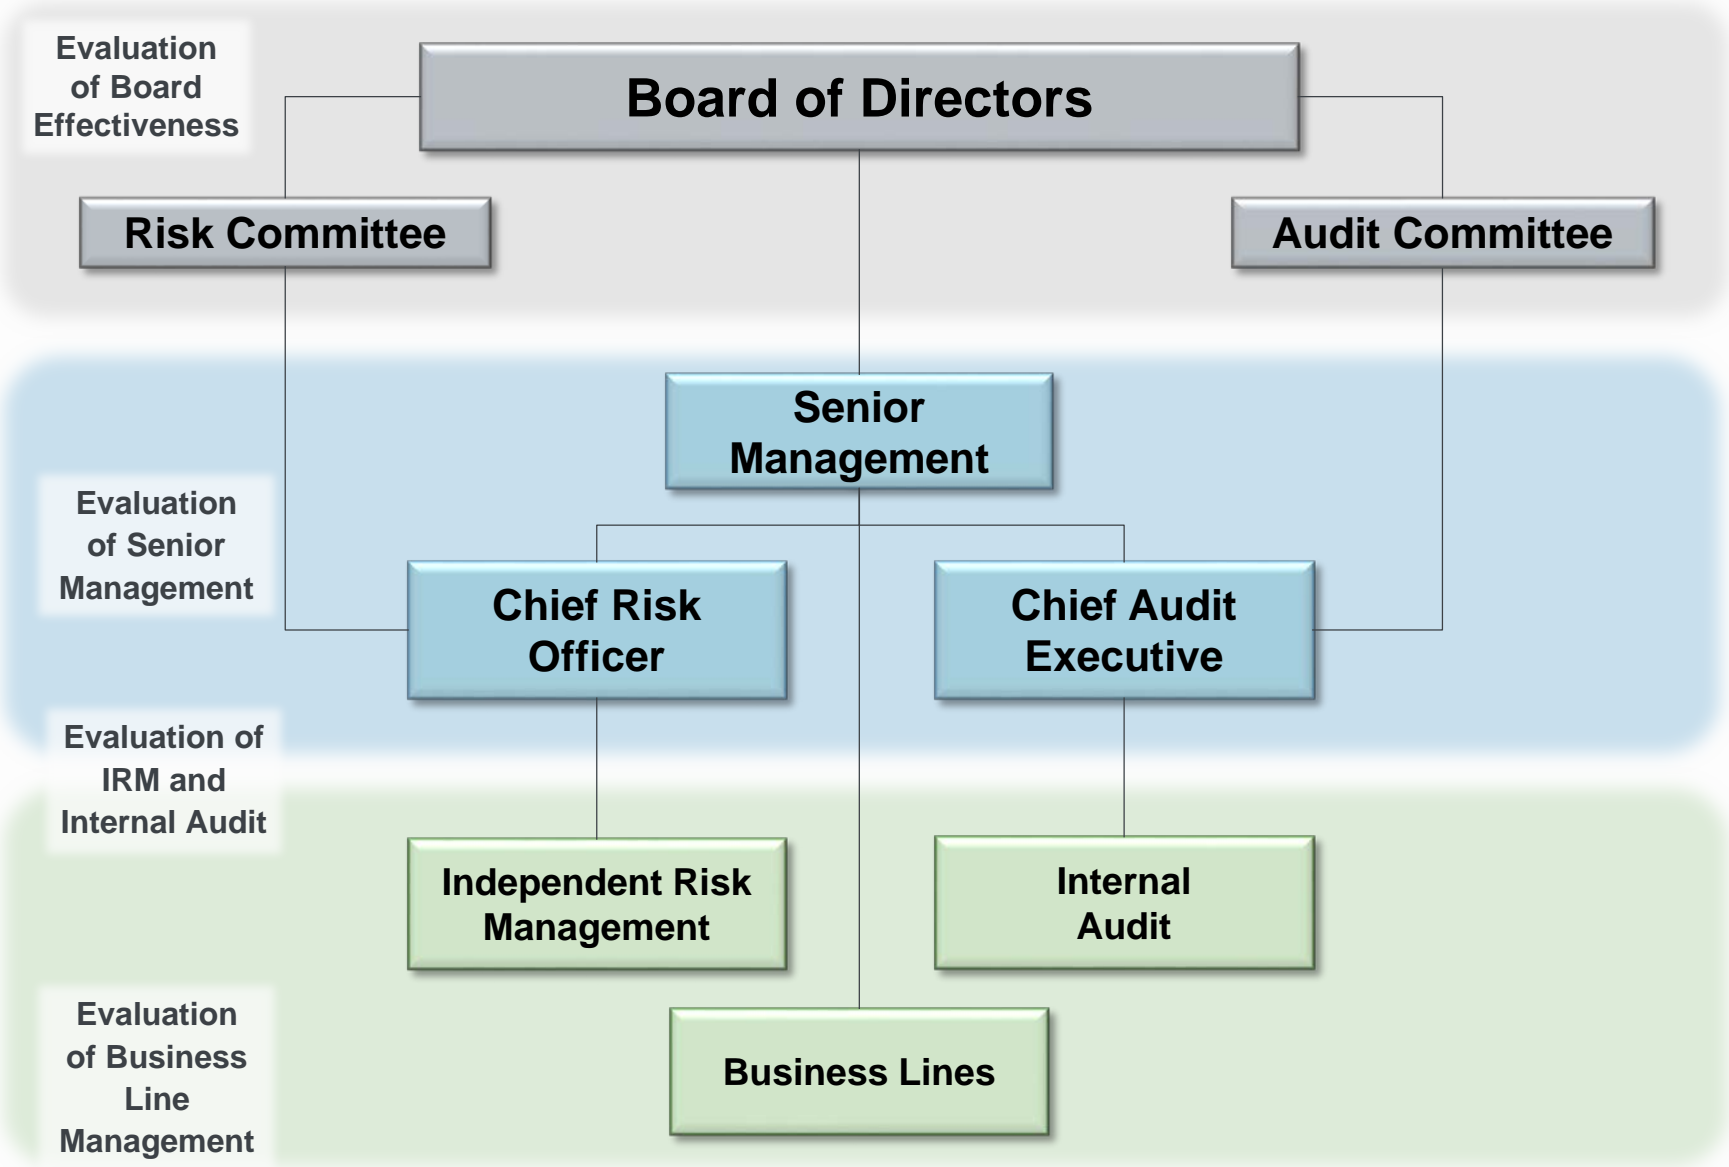 Evaluation
of Board
Effectiveness
Board of Directors
Risk Committee
Audit Committee
Senior
Management
Evaluation
of Senior
Management
Chief Risk
Officer
Chief Audit
Executive
Evaluation of
IRM and
Internal Audit
Independent Risk
Management
Internal
Audit
Evaluation
of Business
Line
Management
Business Lines